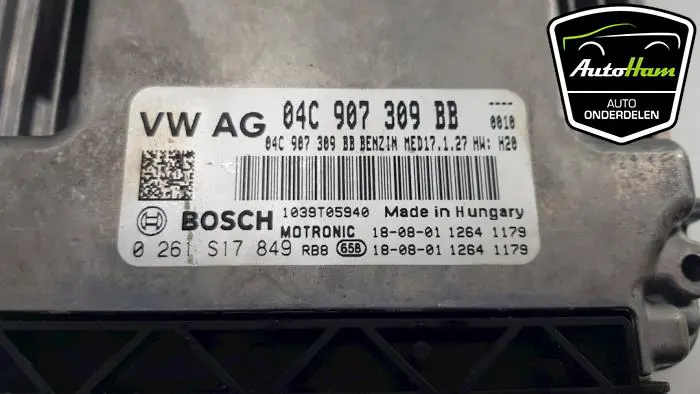 VW AG 04C 907 309 BB ----
0010
04C 907 309 BB BENZIN MED17.1.27 HW: H20
BOSCH 1039T05940 Made in Hungary
MOTRONIC 18-08-01 1264 1179
0 261 S17 849 RB8 65B 18-08-01 1264 1179
AutoHam
AUTO
ONDERDELEN